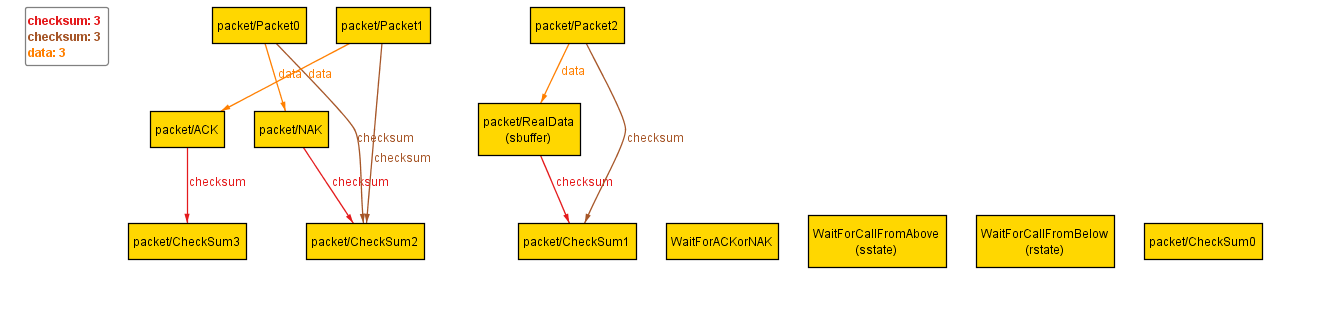 checksum: 3
checksum: 3
data: 3
packet/Packet0
packet/Packet1
packet/Packet2
data
data
data
packet/ACK
packet/NAK
packet/RealData
(sbuffer)
checksum
checksum
checksum
checksum
checksum
checksum
packet/CheckSum3
packet/CheckSum2
packet/CheckSum1
WaitForACKorNAK
WaitForCallFromAbove
(sstate)
WaitForCallFromBelow
(rstate)
packet/CheckSum0